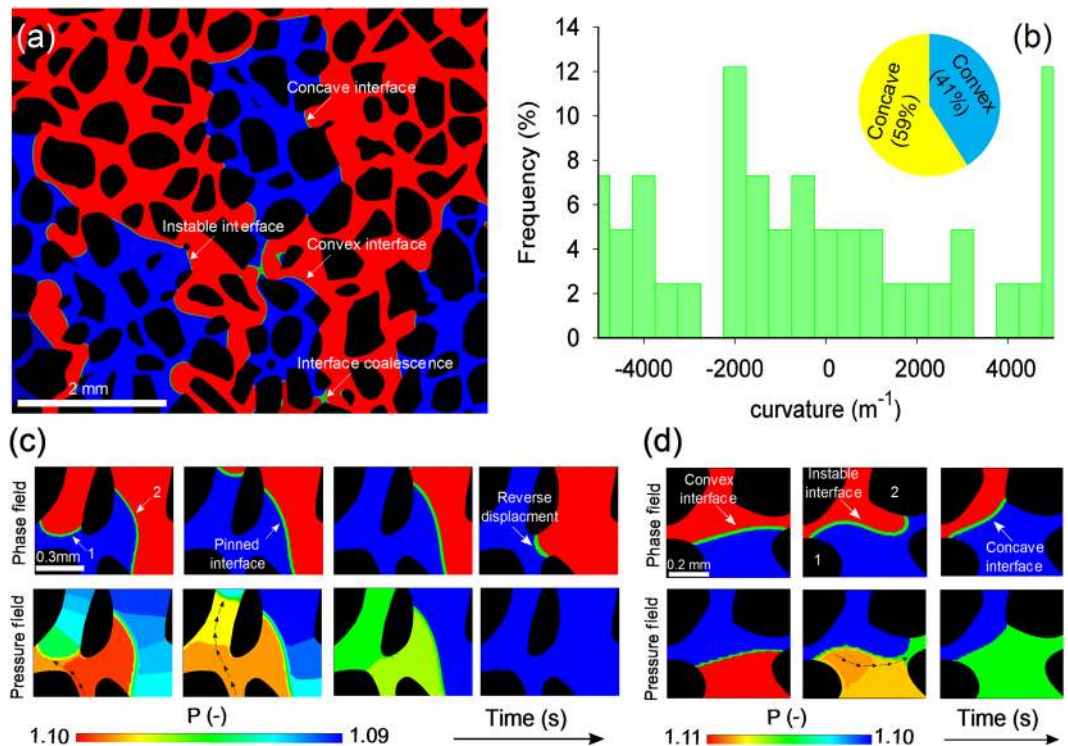 (a)
Concave interface
Instable interface
Convex interface
Interface coalescence
2 mm
(b)
14
12
10
8
6
4
2
0
Frequency (%)
-4000
-2000
0
2000
4000
curvature (m⁻¹)
Concave
(59%)
Convex
(41%)
(c)
Phase field
0.3mm
1
2
Pinned
interface
Reverse
displacment
Pressure field
1.10
P (-)
1.09
Time (s)
(d)
Phase field
Convex
interface
0.2 mm
Instable
interface
2
1
Concave
interface
Pressure field
1.11
P (-)
1.10
Time (s)